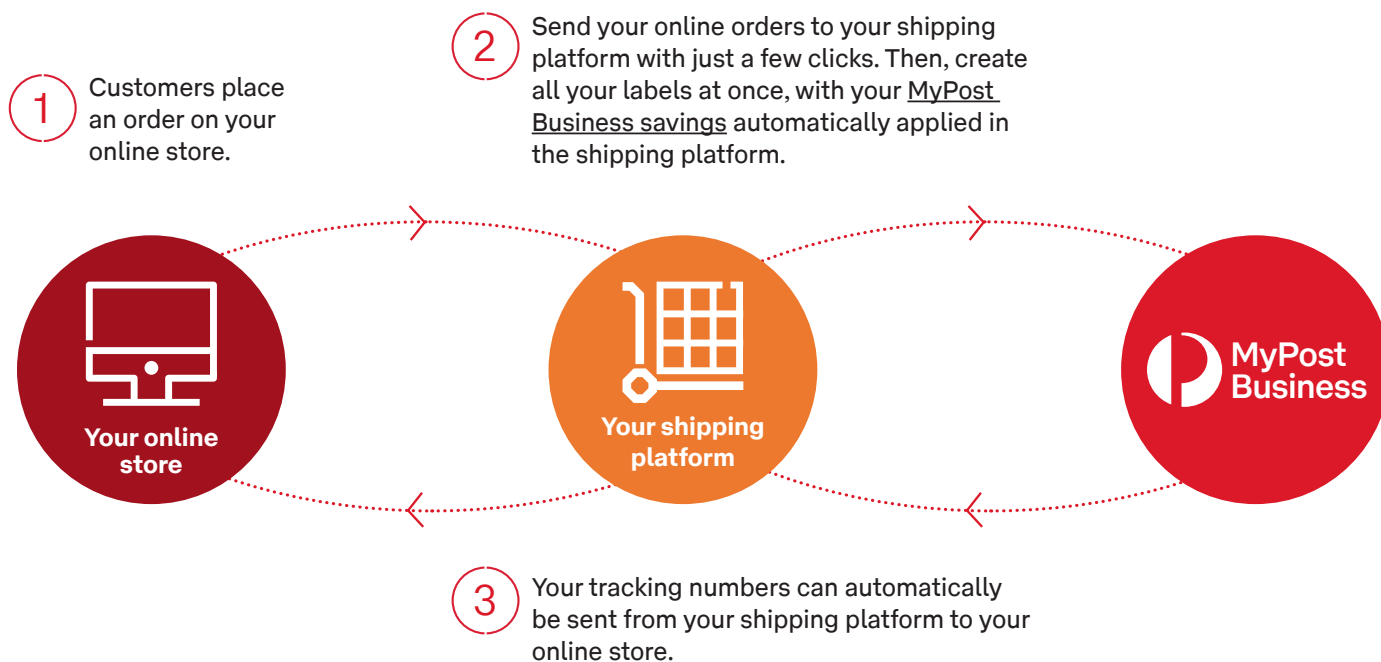 1
Customers place
an order on your
online store.
2
Send your online orders to your shipping
platform with just a few clicks. Then, create
all your labels at once, with your MyPost
Business savings automatically applied in
the shipping platform.
Your online
store
Your shipping
platform
MyPost
Business
3
Your tracking numbers can automatically
be sent from your shipping platform to your
online store.